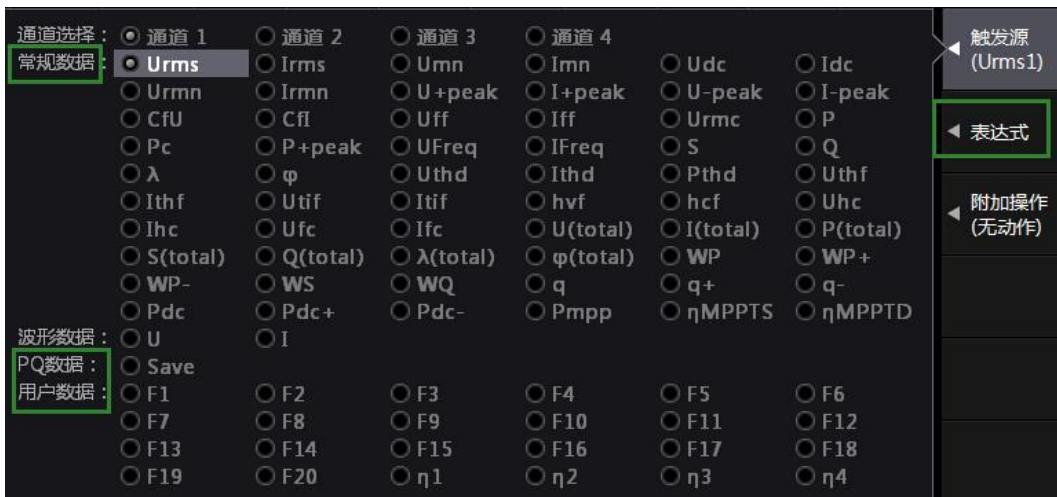 通道选择： 通道 1 通道 2 通道 3 通道 4
常规数据： Urms Irms Umn Imn Udc Idc
Urmn Irmn U+peak I+peak U-peak I-peak
CfU CfI Uff Iff Urmc P
Pc P+peak UFreq IFreq S Q
λ φ Uthd Ithd Pthd Uthf
Ithf Utif Itif hvf hcf Uhc
Ihc Ufc Ifc U(total) I(total) P(total)
S(total) Q(total) λ(total) φ(total) WP WP+
WP- WS WQ q q+ q-
Pdc Pdc+ Pdc- Pmpp ηMPPTS ηMPPTD
波形数据： U I
PQ数据： Save
用户数据： F1 F2 F3 F4 F5 F6
F7 F8 F9 F10 F11 F12
F13 F14 F15 F16 F17 F18
F19 F20 η1 η2 η3 η4
触发源
(Urms1)
表达式
附加操作
(无动作)